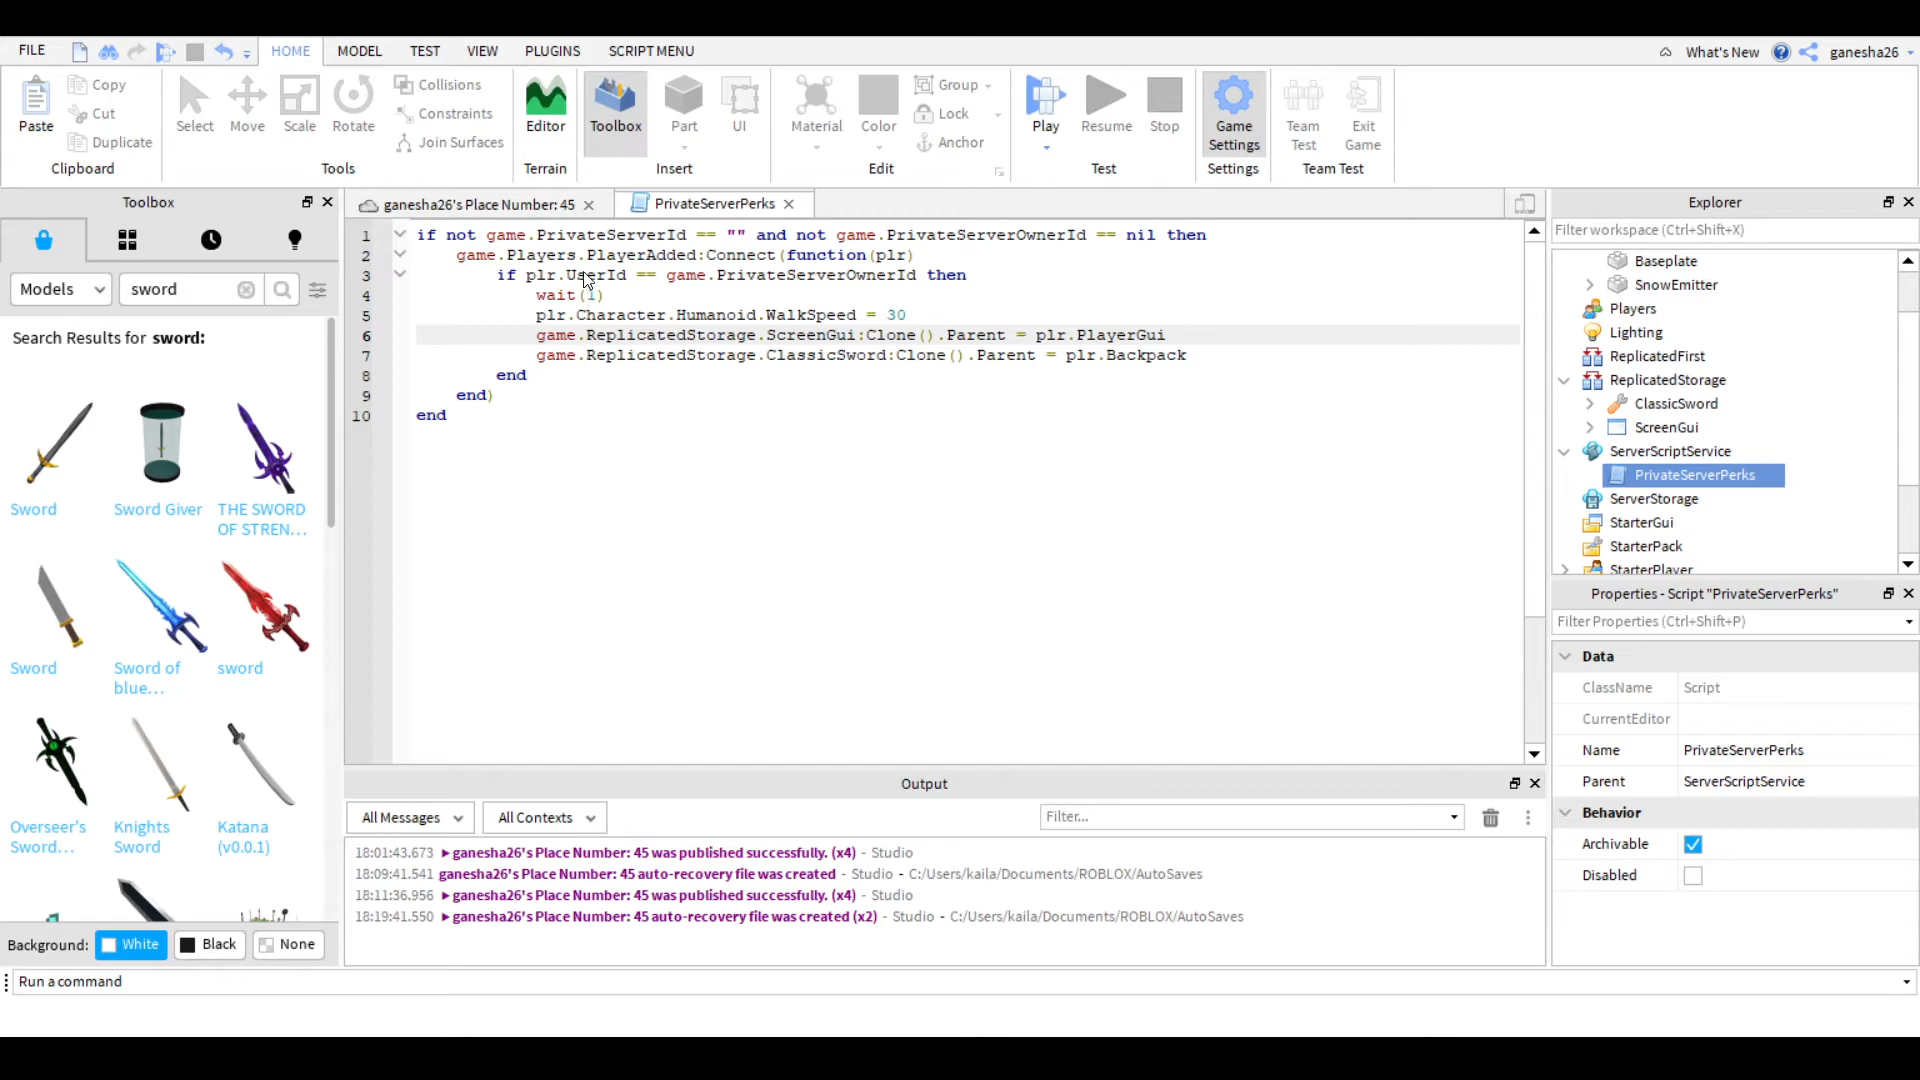 FILE HOME MODEL TEST VIEW PLUGINS SCRIPT MENU What's New ganesha26
Paste Copy Cut Duplicate
Clipboard
Select Move Scale Rotate
Collisions
Constraints
Join Surfaces
Tools
Editor
Terrain
Toolbox Part UI
Insert
Material Color
Group
Lock
Anchor
Edit
Play Resume Stop
Test
Game Settings
Settings
Team Test Exit Game
Team Test
Toolbox
Models sword
Search Results for sword:
Sword Sword Giver THE SWORD
OF STREN...
Sword Sword of sword
blue...
Overseer's Knights Katana
Sword... Sword (v0.0.1)
Background: White Black None
ganesha26's Place Number: 45 PrivateServerPerks
1 if not game.PrivateServerId == "" and not game.PrivateServerOwnerId == nil then
2 game.Players.PlayerAdded:Connect(function(plr)
3 if plr.UserId == game.PrivateServerOwnerId then
4 wait(1)
5 plr.Character.Humanoid.WalkSpeed = 30
6 game.ReplicatedStorage.ScreenGui:Clone().Parent = plr.PlayerGui
7 game.ReplicatedStorage.ClassicSword:Clone().Parent = plr.Backpack
8 end
9 end)
10 end
Output
All Messages All Contexts Filter...
18:01:43.673 ganesha26's Place Number: 45 was published successfully. (x4) - Studio
18:09:41.541 ganesha26's Place Number: 45 auto-recovery file was created - Studio - C:/Users/kaila/Documents/ROBLOX/AutoSaves
18:11:36.956 ganesha26's Place Number: 45 was published successfully. (x4) - Studio
18:19:41.550 ganesha26's Place Number: 45 auto-recovery file was created (x2) - Studio - C:/Users/kaila/Documents/ROBLOX/AutoSaves
Explorer
Filter workspace (Ctrl+Shift+X)
Baseplate
SnowEmitter
Players
Lighting
ReplicatedFirst
ReplicatedStorage
ClassicSword
ScreenGui
ServerScriptService
PrivateServerPerks
ServerStorage
StarterGui
StarterPack
StarterPlayer
Properties - Script "PrivateServerPerks"
Filter Properties (Ctrl+Shift+P)
Data
ClassName Script
CurrentEditor
Name PrivateServerPerks
Parent ServerScriptService
Behavior
Archivable
Disabled
Run a command